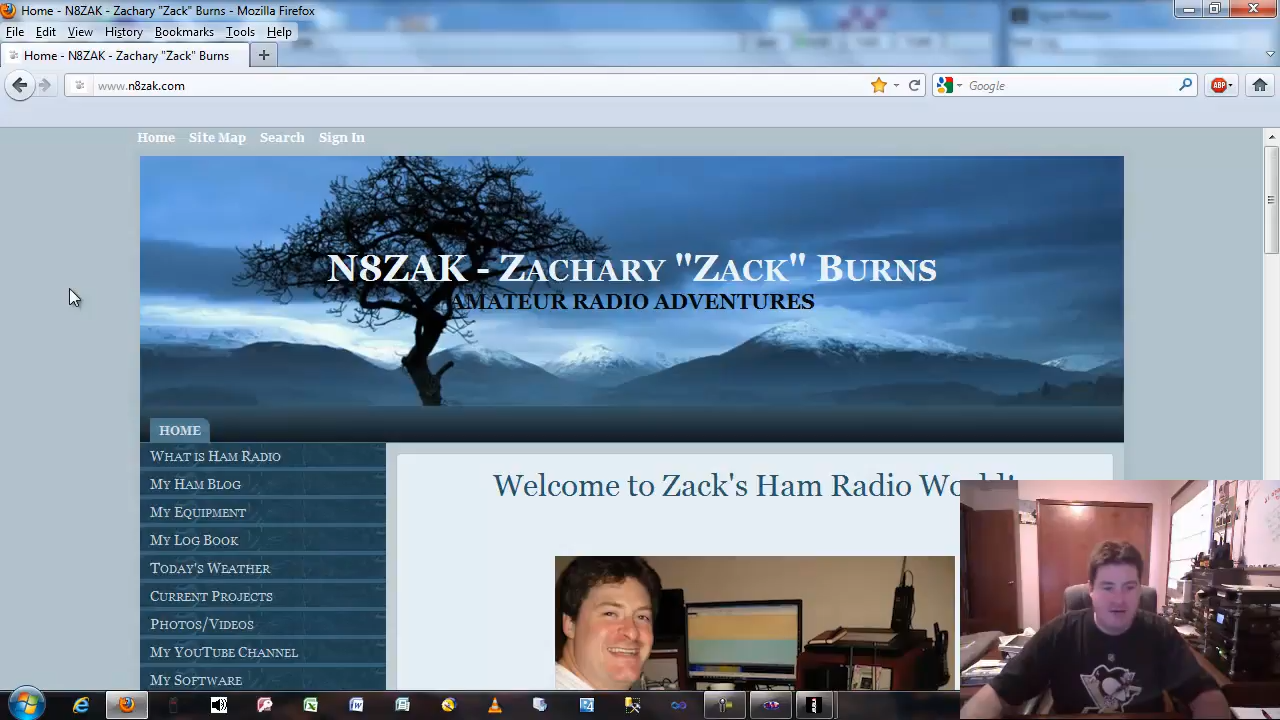 Home - N8ZAK - Zachary "Zack" Burns - Mozilla Firefox
File Edit View History Bookmarks Tools Help
Home - N8ZAK - Zachary "Zack" Burns
www.n8zak.com
Google
ABP
Home Site Map Search Sign In
N8ZAK - Zachary "Zack" Burns
AMATEUR RADIO ADVENTURES
HOME
What is Ham Radio
Welcome to Zack's Ham Radio
My Ham Blog
My Equipment
My Log Book
Today's Weather
Current Projects
Photos/Videos
My YouTube Channel
My Software